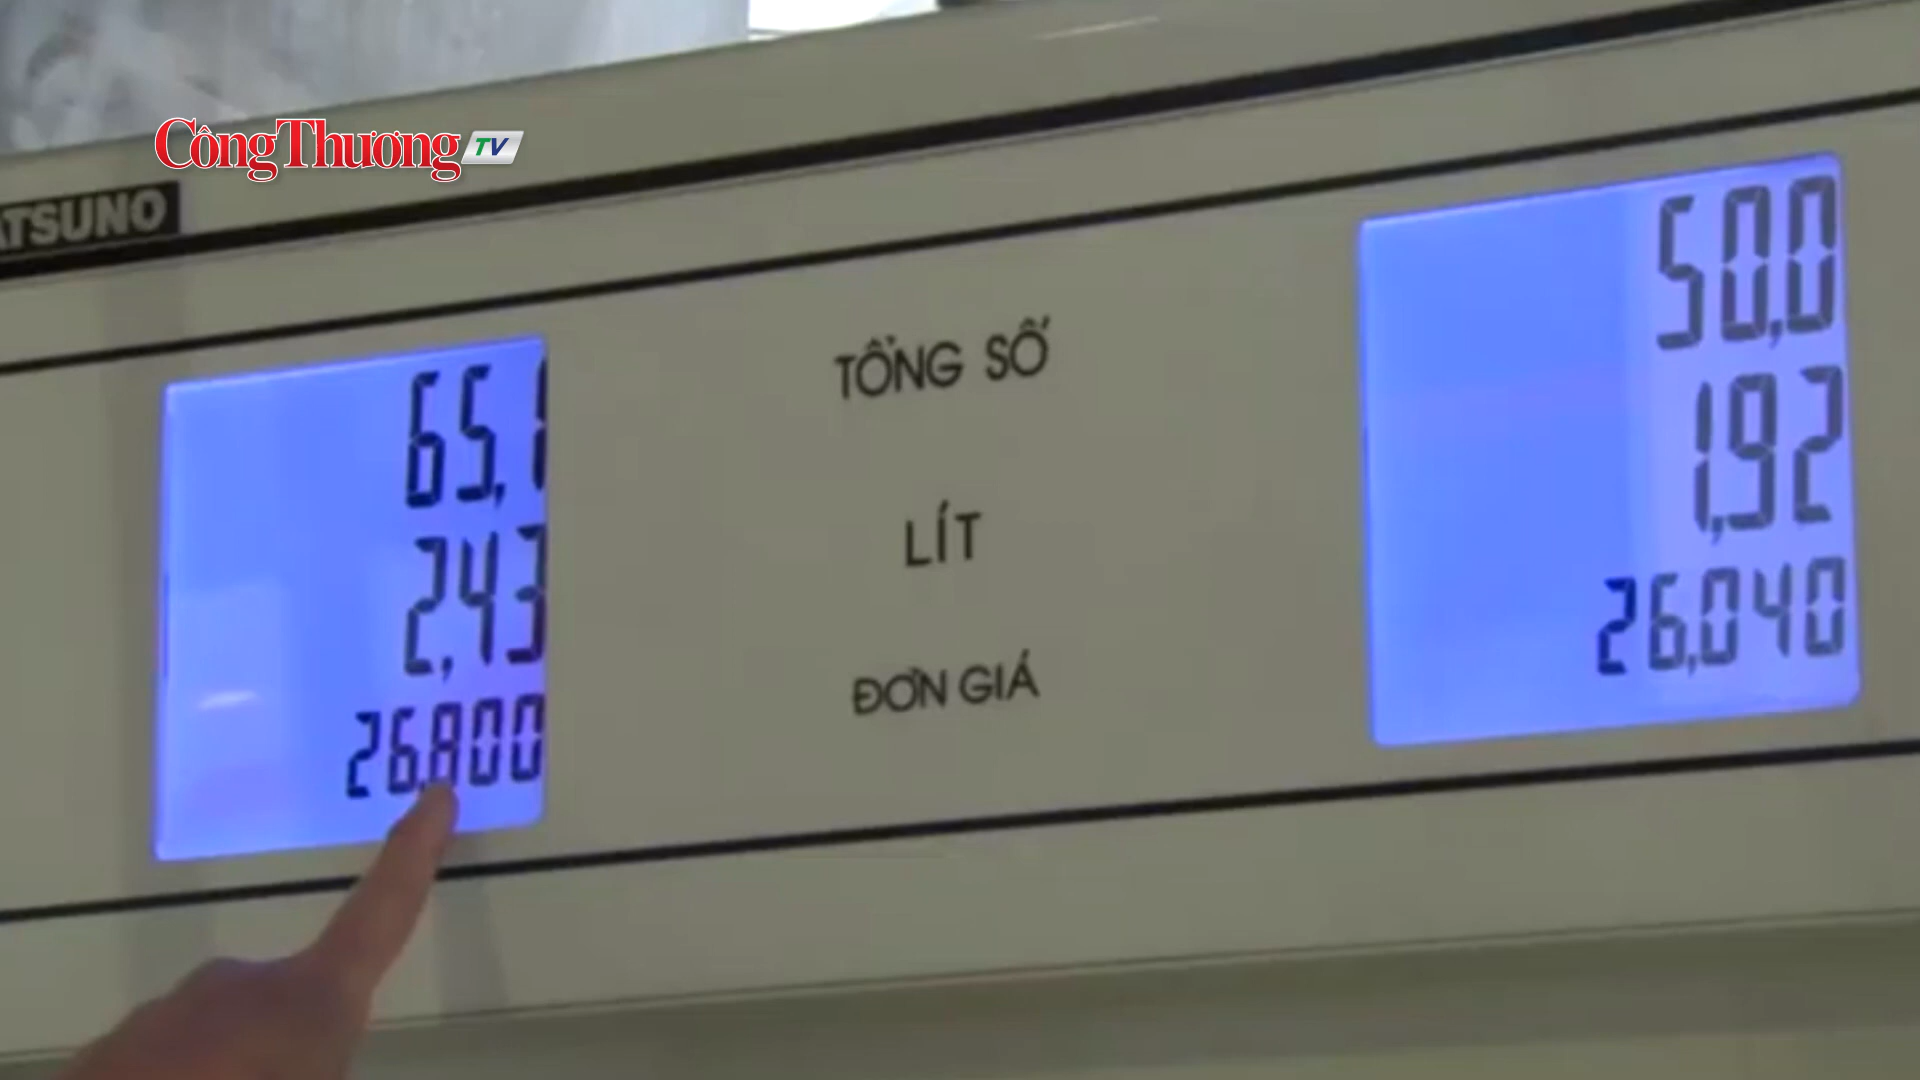 CôngThương TV
ATSUNO
65,1
2,43
26,800
TỔNG SỐ
LÍT
ĐƠN GIÁ
50,0
1,92
26,040